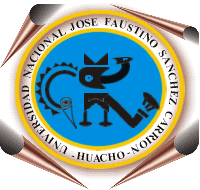 UNIVERSIDAD NACIONAL JOSE FAUSTINO SANCHEZ CARRION
-HUACHO-